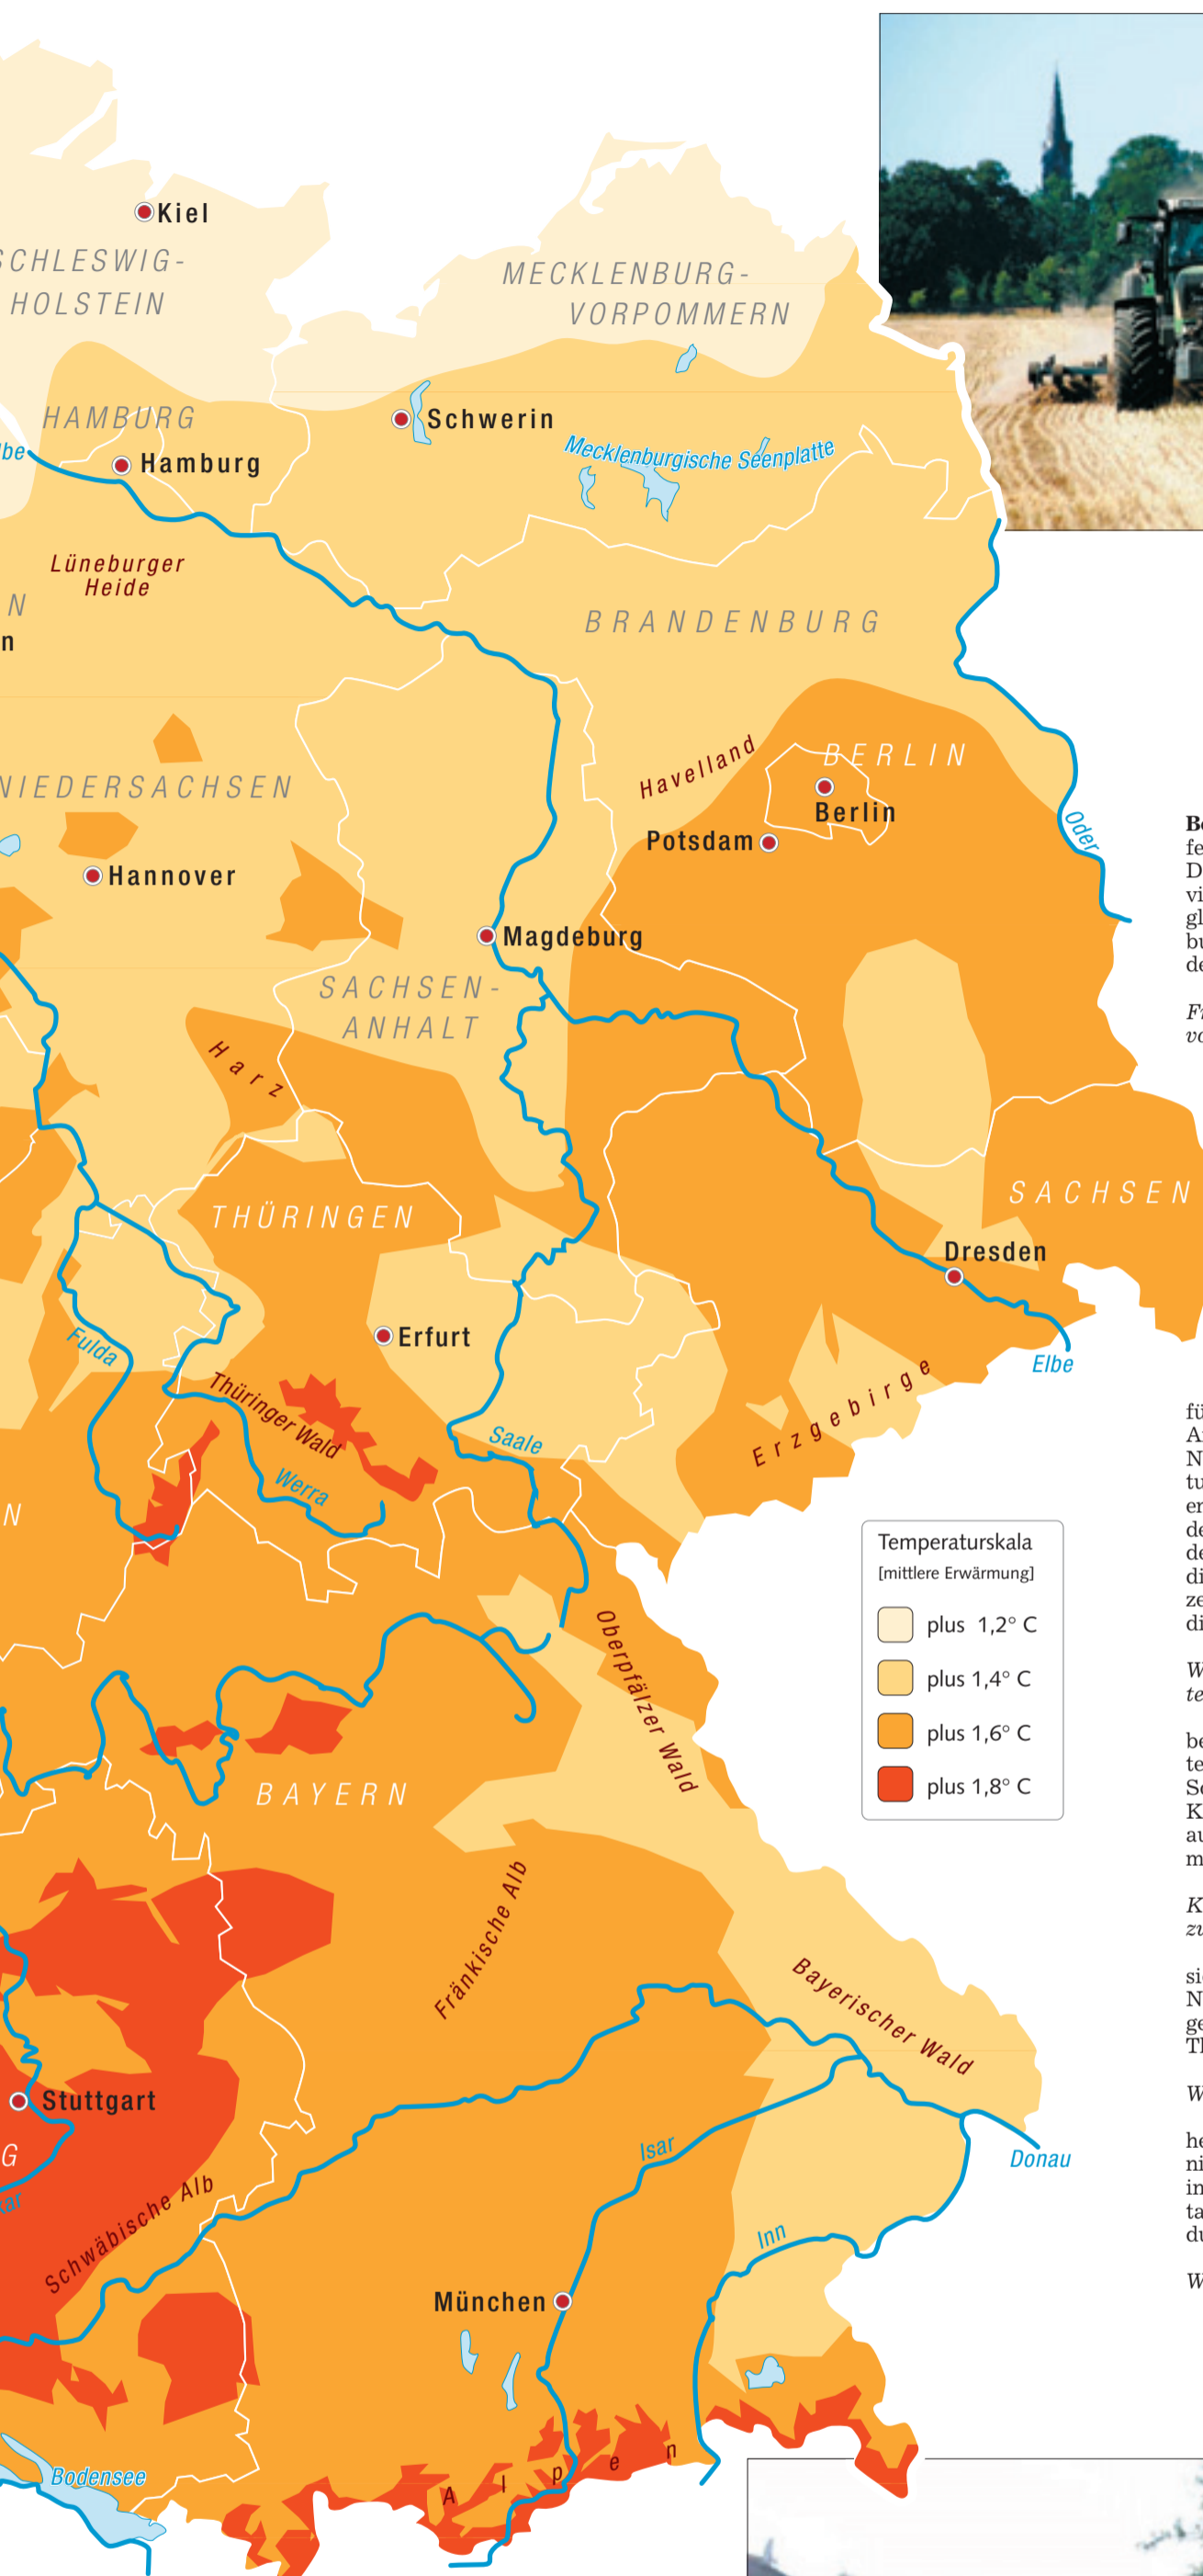 Kiel
SCHLESWIG-
HOLSTEIN
MECKLENBURG-
VORPOMMERN
HAMBURG
Schwerin
Hamburg
Mecklenburgische Seenplatte
Lüneburger
Heide
BRANDENBURG
Havelland
BERLIN
Berlin
Potsdam
NIEDERSACHSEN
Oder
Hannover
Magdeburg
SACHSEN-
ANHALT
Harz
SACHSEN
THÜRINGEN
Dresden
Erfurt
Fulda
Elbe
Erzgebirge
Thüringer Wald
Saale
Werra
Temperaturskala
[mittlere Erwärmung]
plus 1,2° C
plus 1,4° C
plus 1,6° C
plus 1,8° C
Oberpfälzer Wald
BAYERN
Fränkische Alb
Bayerischer Wald
Stuttgart
Isar
Donau
Schwäbische Alb
Inn
München
Alpen
Bodensee